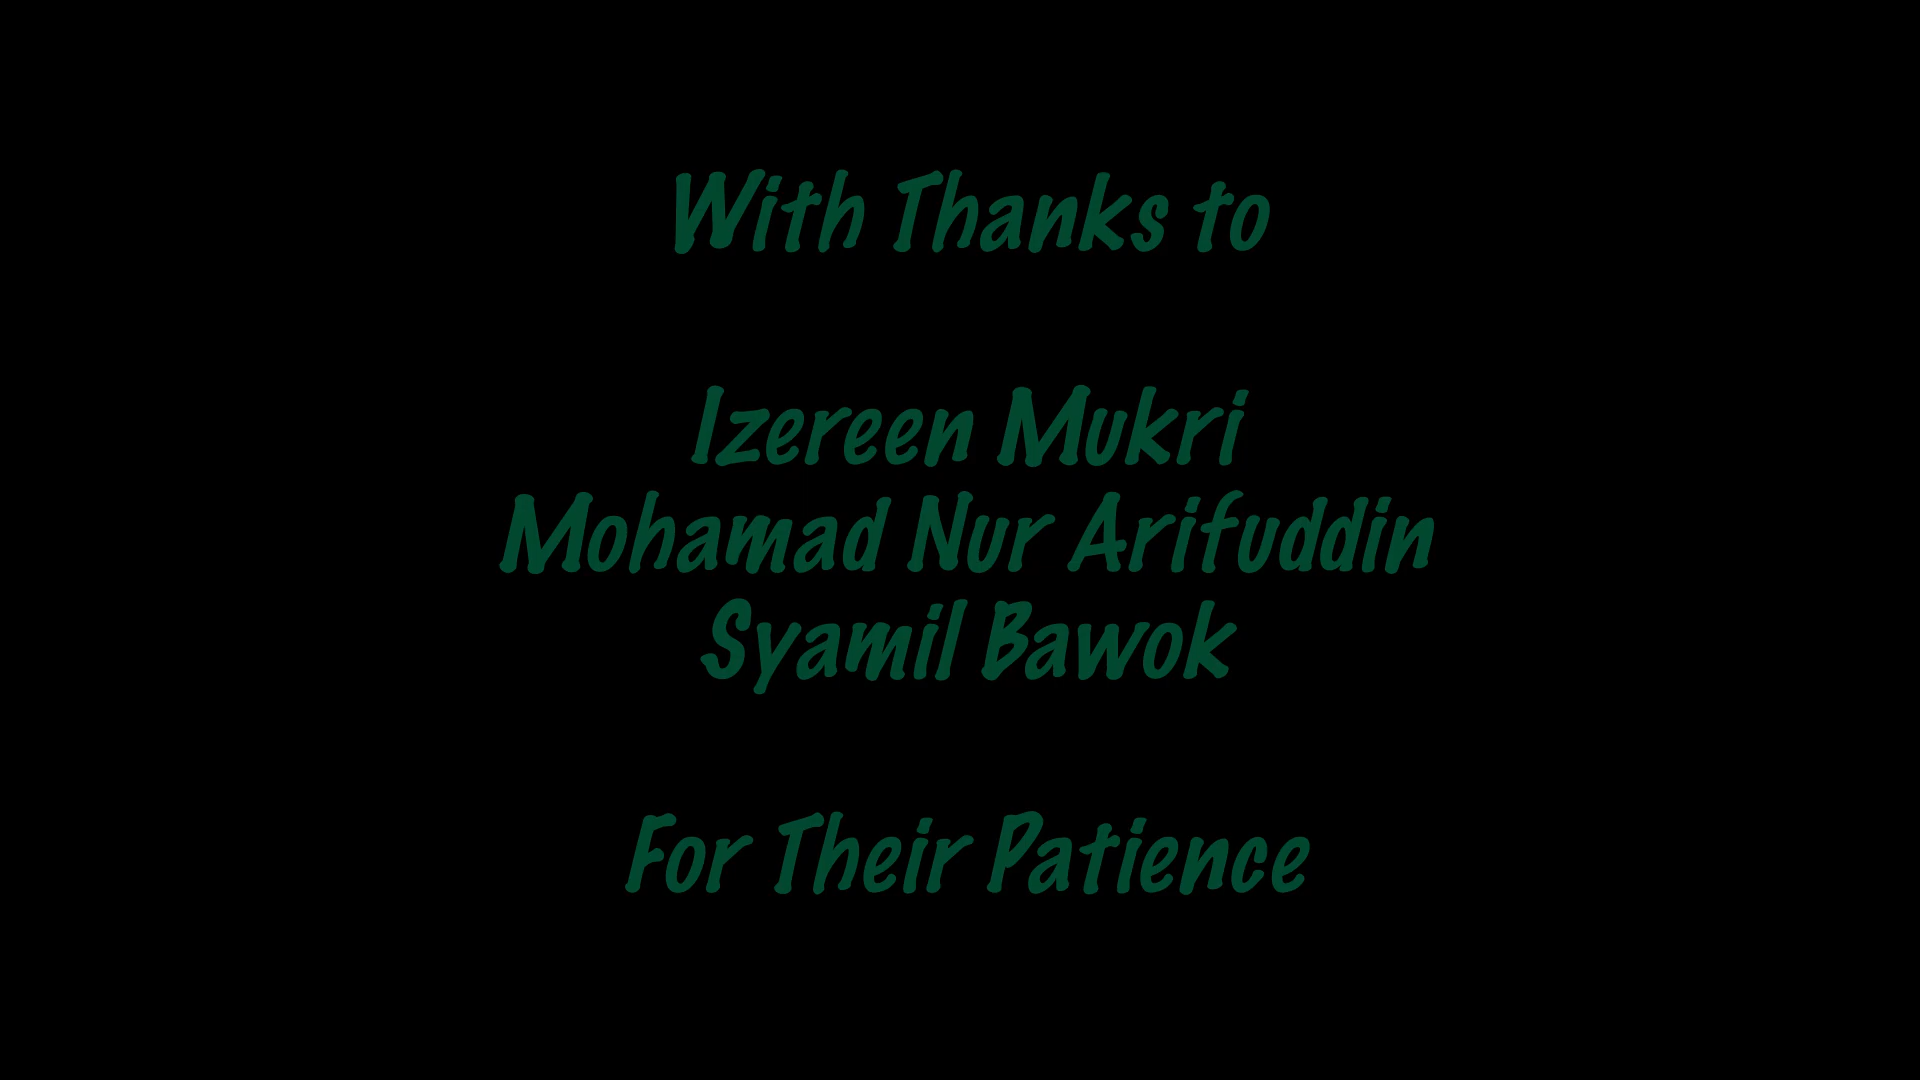 With Thanks to
Izereen Mukri
Mohamad Nur Arifuddin
Syamil Bawok
For Their Patience